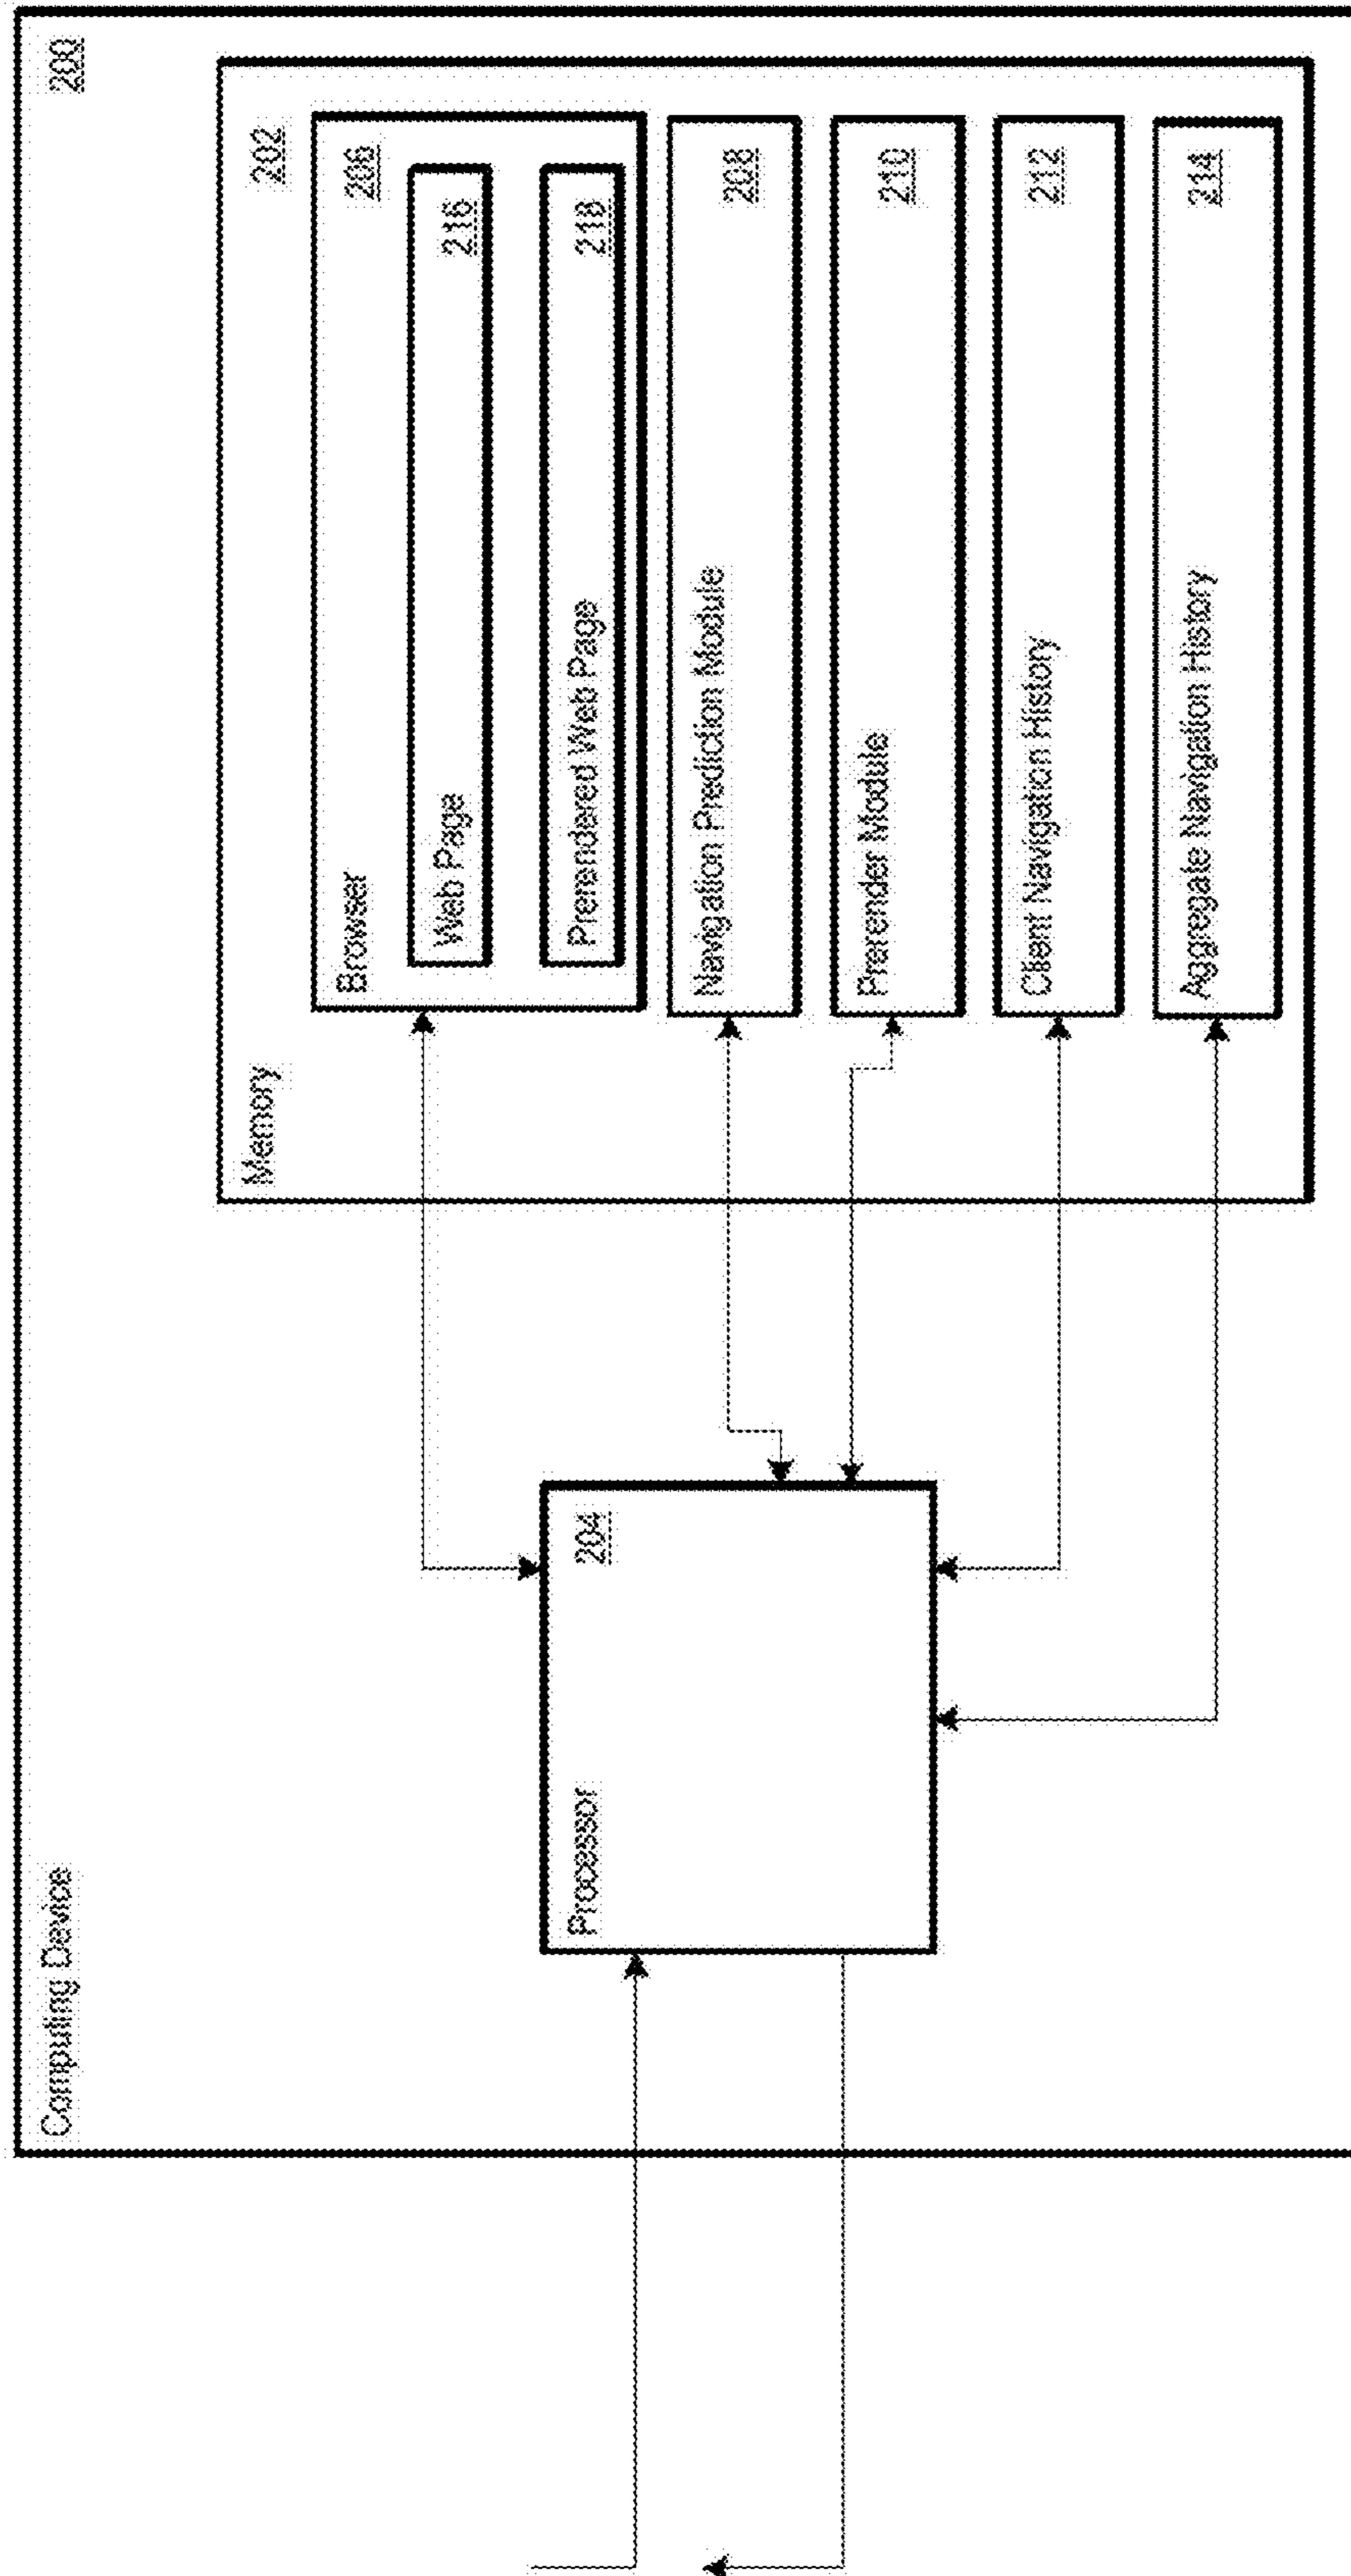 Computing Device 200
Memory 202
Browser 206
Web Page 216
Prerendered Web Page 218
Navigation Prediction Module 208
Prerender Module 210
Client Navigation History 212
Aggregate Navigation History 214
Processor 204